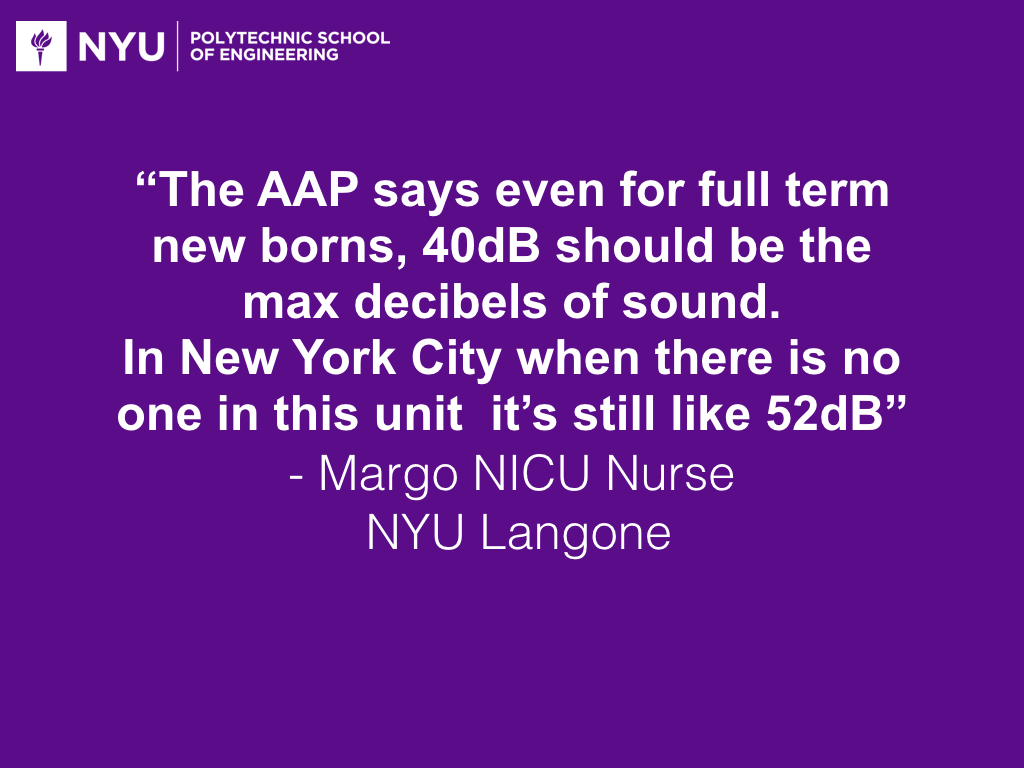 NYU
POLYTECHNIC SCHOOL
OF ENGINEERING
“The AAP says even for full term
new borns, 40dB should be the
max decibels of sound.
In New York City when there is no
one in this unit  it’s still like 52dB”
- Margo NICU Nurse
NYU Langone